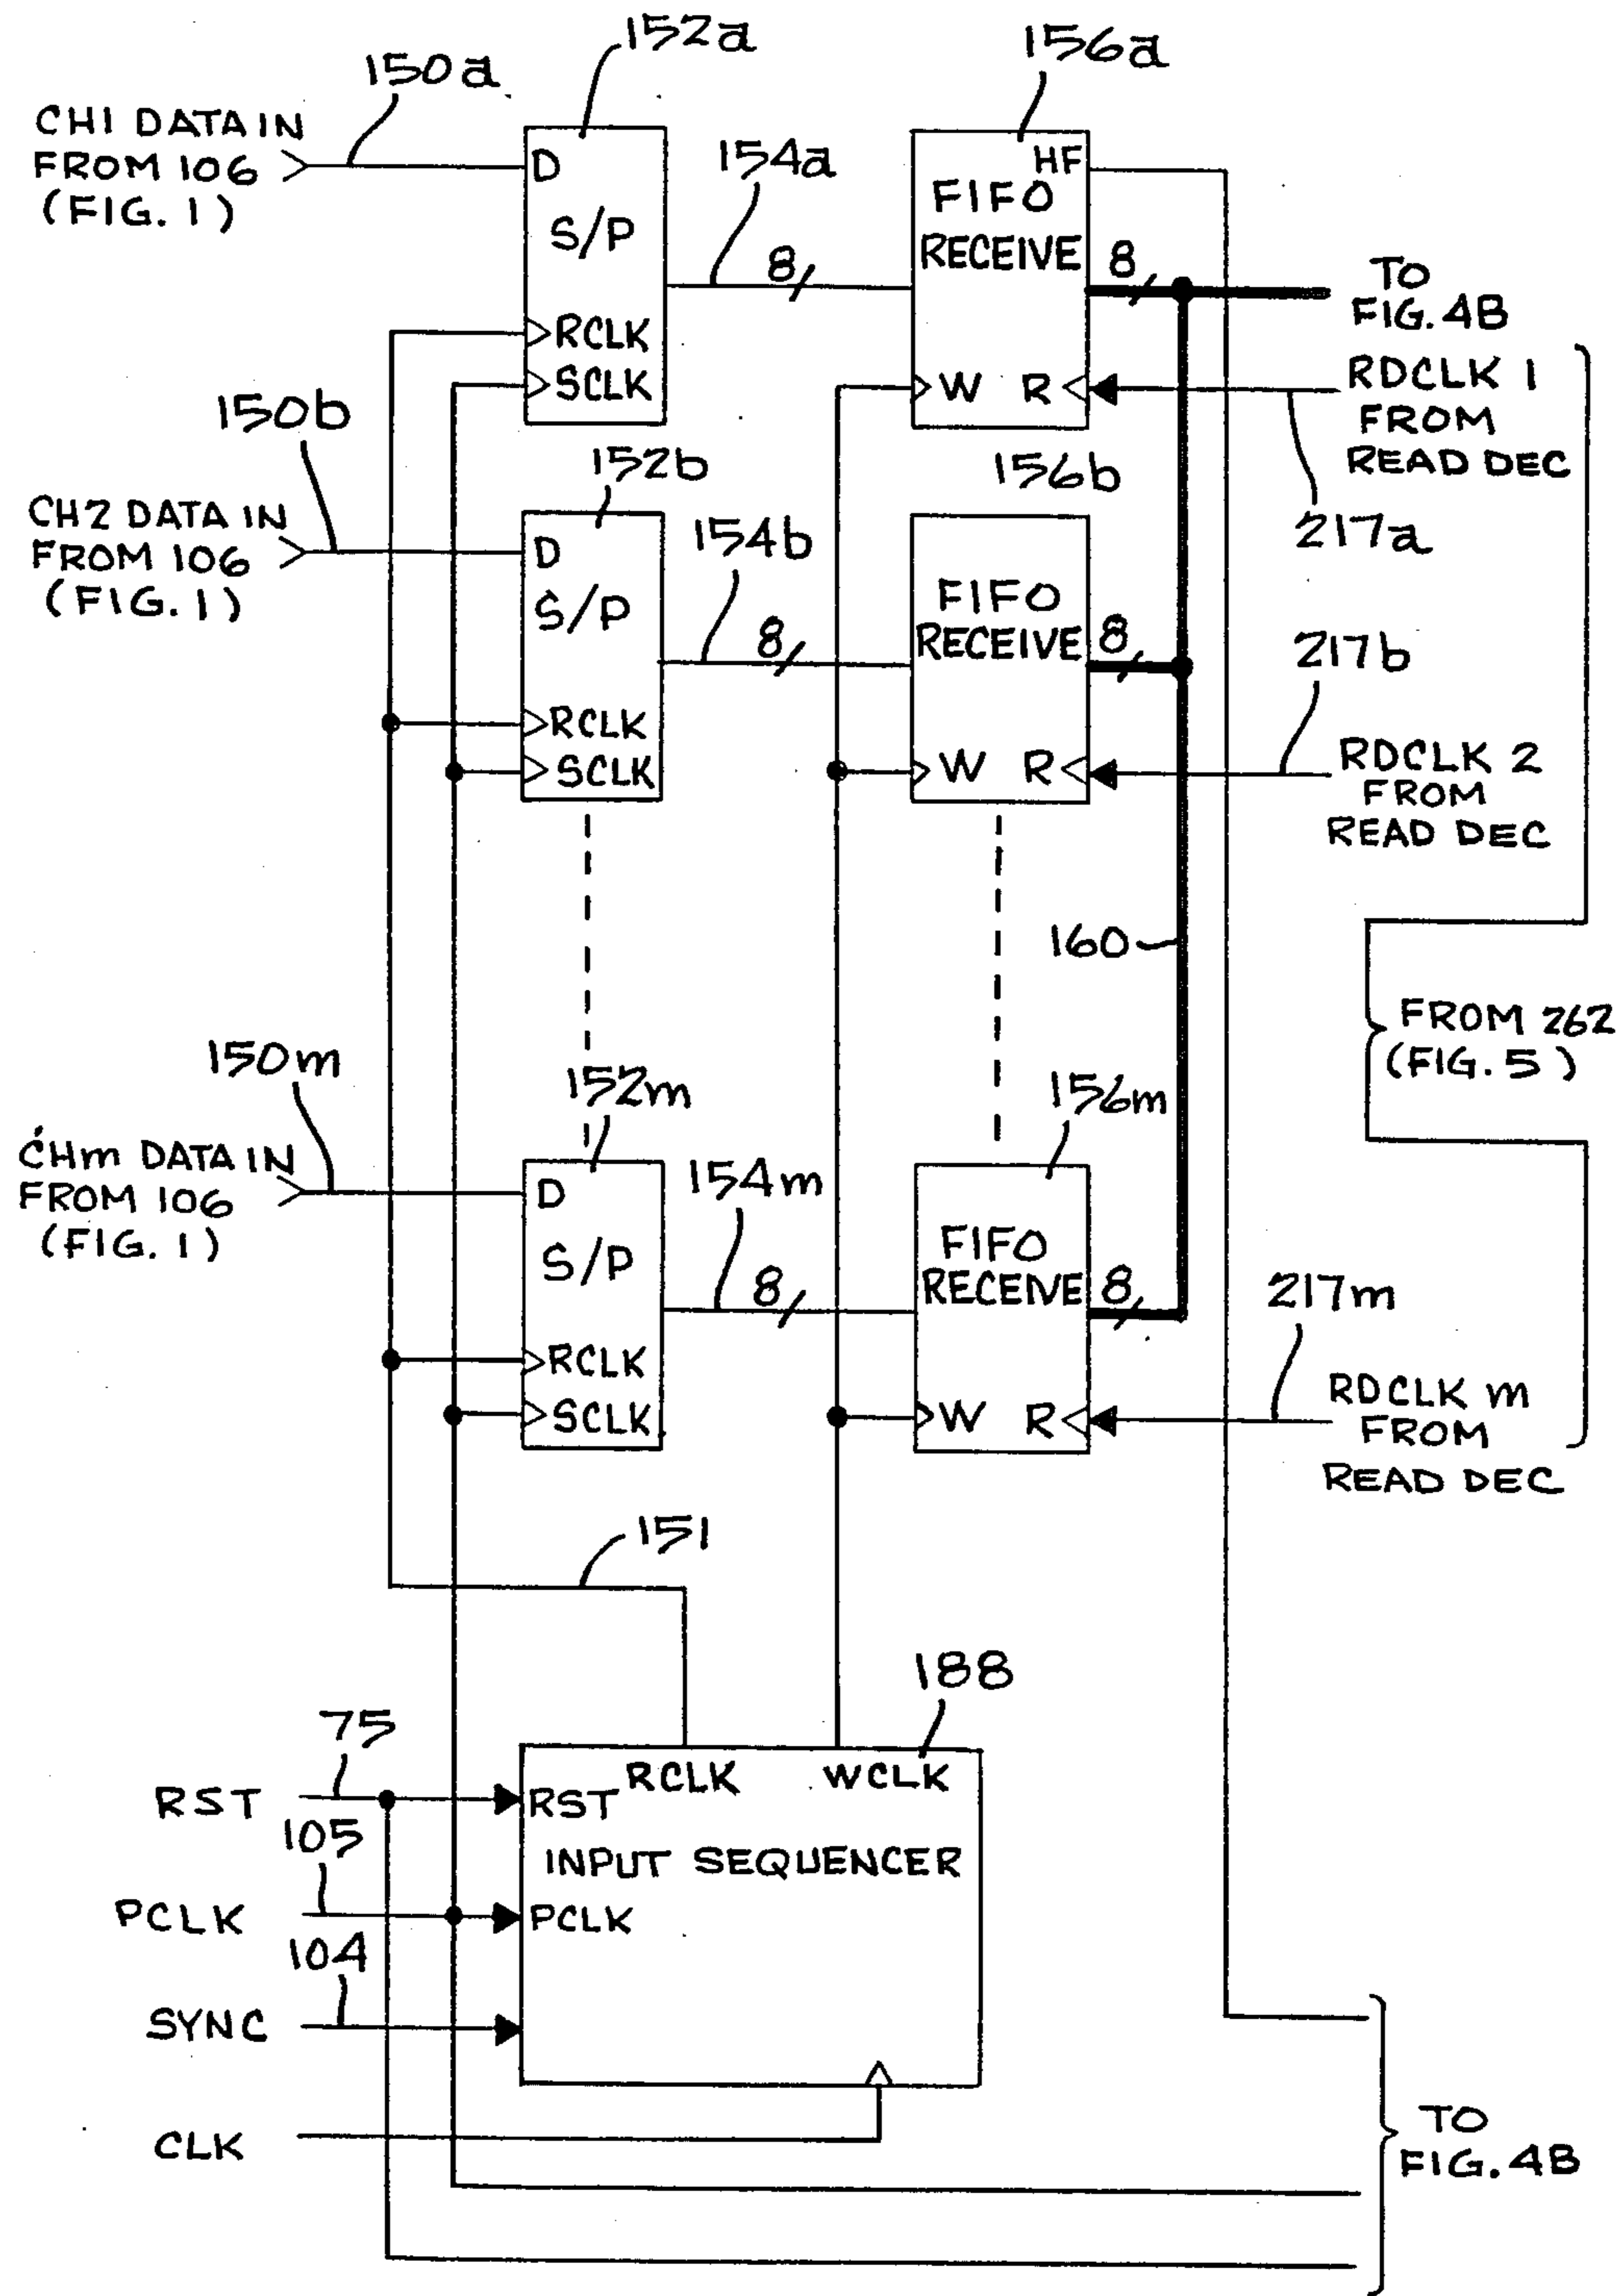 150a
152a
156a
CH1 DATA IN
FROM 106
(FIG. 1)
D
S/P
RCLK
SCLK
154a
8
HF
FIFO
RECEIVE
W R
8
TO
FIG. 4B
RDCLK 1
FROM
READ DEC
217a
150b
152b
156b
CH2 DATA IN
FROM 106
(FIG. 1)
D
S/P
RCLK
SCLK
154b
8
FIFO
RECEIVE
W R
8
217b
RDCLK 2
FROM
READ DEC
160
FROM 262
(FIG. 5)
150m
152m
156m
CHm DATA IN
FROM 106
(FIG. 1)
D
S/P
RCLK
SCLK
154m
8
FIFO
RECEIVE
W R
8
217m
RDCLK m
FROM
READ DEC
151
188
75
RST
105
PCLK
104
SYNC
CLK
RCLK WCLK
RST
INPUT SEQUENCER
PCLK
TO
FIG. 4B